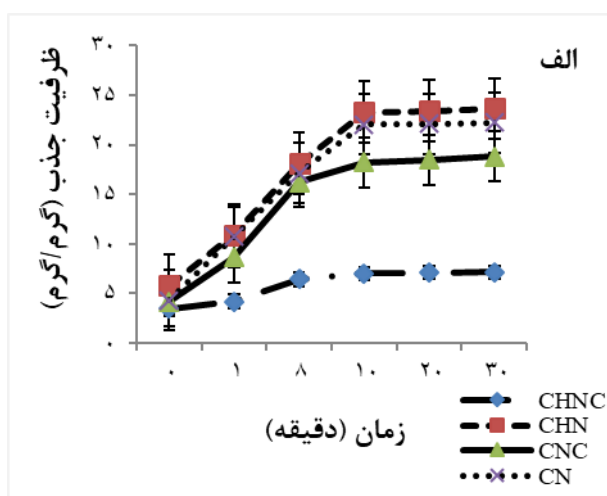 الف
ظرفیت جذب (گرم/گرم)
۳۰
۲۵
۲۰
۱۵
۱۰
۵
۰
۰ ۱ ۸ ۱۰ ۲۰ ۳۰
زمان (دقیقه)
CHNC
CHN
CNC
CN